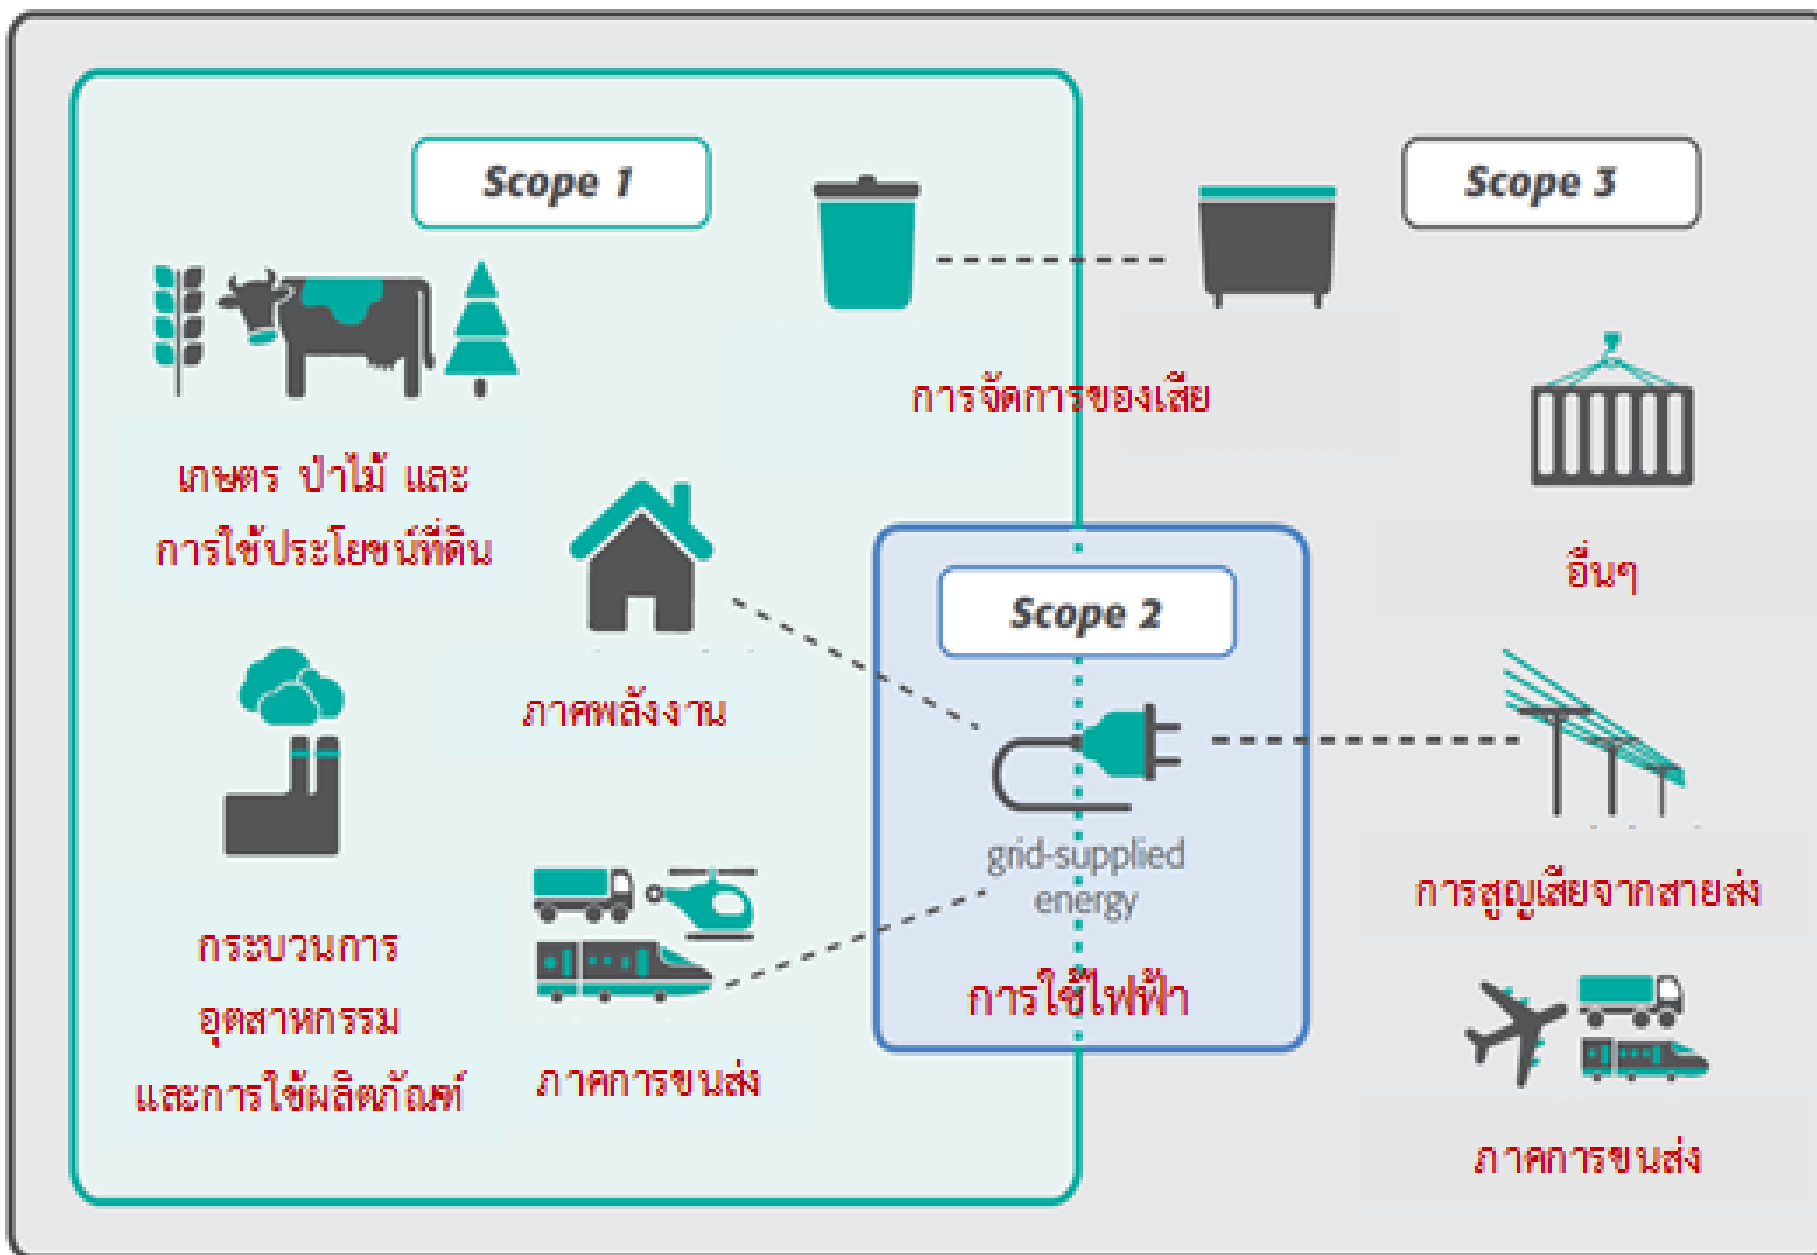 Scope 1
Scope 3
การจัดการของเสีย
เกษตร ป่าไม้ และ
การใช้ประโยชน์ที่ดิน
อื่นๆ
Scope 2
ภาคพลังงาน
grid-supplied
energy
การสูญเสียจากสายส่ง
กระบวนการ
อุตสาหกรรม
และการใช้ผลิตภัณฑ์
การใช้ไฟฟ้า
ภาคการขนส่ง
ภาคการขนส่ง